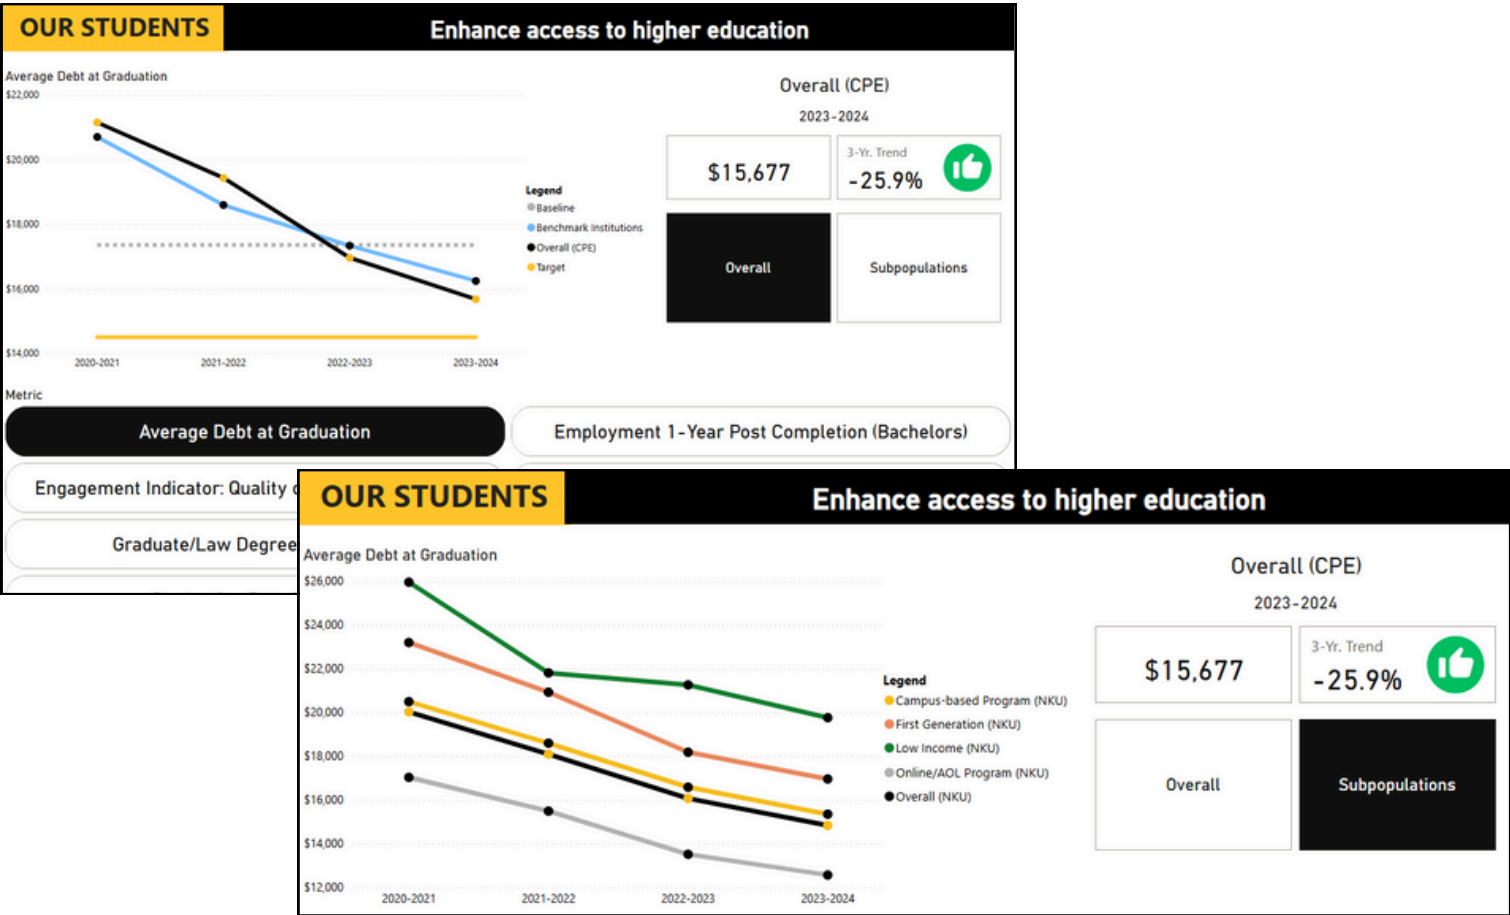 OUR STUDENTS
Enhance access to higher education
Average Debt at Graduation
$22,000
$20,000
$18,000
$16,000
$14,000
2020-2021
2021-2022
2022-2023
2023-2024
Legend
Baseline
Benchmark Institutions
Overall (CPE)
Target
Overall (CPE)
2023-2024
$15,677
3-Yr. Trend
-25.9%
Overall
Subpopulations
Metric
Average Debt at Graduation
Employment 1-Year Post Completion (Bachelors)
Engagement Indicator: Quality
Graduate/Law Degree
OUR STUDENTS
Enhance access to higher education
Average Debt at Graduation
$26,000
$24,000
$22,000
$20,000
$18,000
$16,000
$14,000
$12,000
2020-2021
2021-2022
2022-2023
2023-2024
Legend
Campus-based Program (NKU)
First Generation (NKU)
Low Income (NKU)
Online/AOL Program (NKU)
Overall (NKU)
Overall (CPE)
2023-2024
$15,677
3-Yr. Trend
-25.9%
Overall
Subpopulations